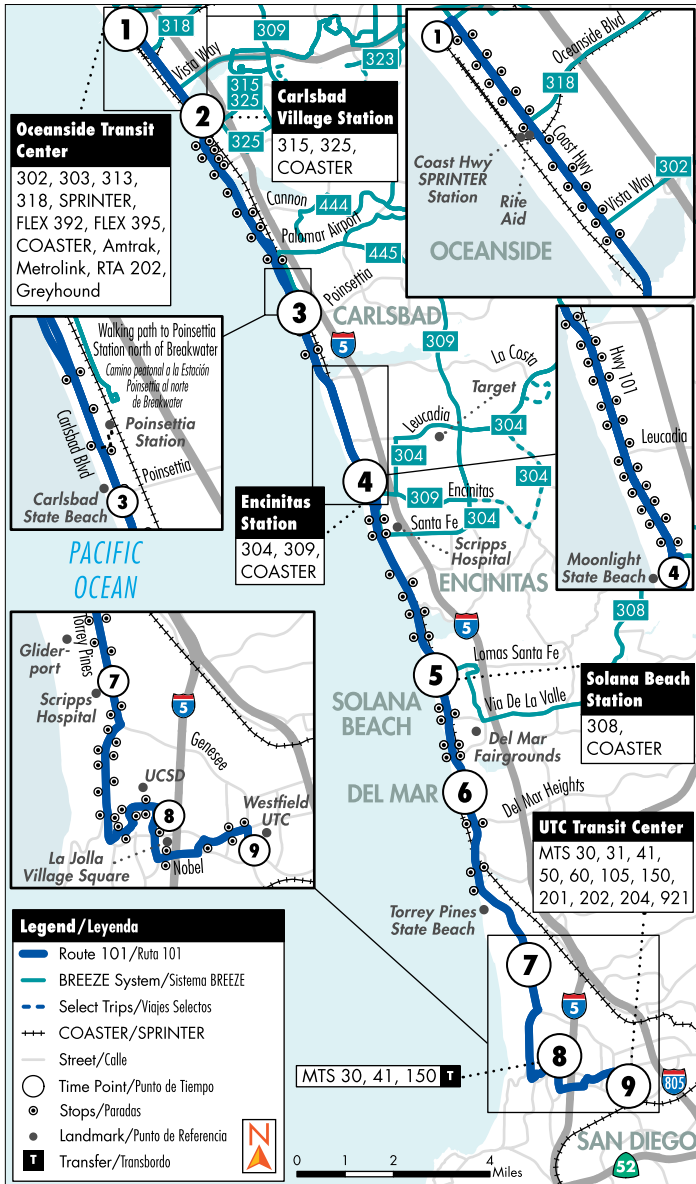 1
318
309
Vista Way
323
315
325
2
325
Carlsbad
Village Station
315, 325,
COASTER
Oceanside Transit
Center
302, 303, 313,
318, SPRINTER,
FLEX 392, FLEX 395,
COASTER, Amtrak,
Metrolink, RTA 202,
Greyhound
1
Oceanside Blvd
318
Coast Hwy
Coast Hwy
SPRINTER
Station
Rite
Aid
302
Vista Way
OCEANSIDE
Cannon
444
Palomar Airport
445
Poinsettia
3
CARLSBAD
5
309
Walking path to Poinsettia
Station north of Breakwater
Camino peatonal a la Estación
Poinsettia al norte
de Breakwater
Poinsettia
Station
Carlsbad Blvd
Poinsettia
Carlsbad
State Beach
3
La Costa
Target
Leucadia
304
304
304
4
309
Encinitas
304
Santa Fe
Scripps
Hospital
ENCINITAS
Encinitas
Station
304, 309,
COASTER
Hwy 101
Leucadia
Moonlight
State Beach
4
PACIFIC
OCEAN
308
5
Lomas Santa Fe
5
SOLANA
BEACH
Via De La Valle
Solana Beach
Station
308,
COASTER
Del Mar
Fairgrounds
DEL MAR
6
Del Mar Heights
Torrey Pines
Glider-
port
7
Scripps
Hospital
5
Genesee
UCSD
8
Westfield
UTC
9
La Jolla
Village Square
Nobel
UTC Transit Center
MTS 30, 31, 41,
50, 60, 105, 150,
201, 202, 204, 921
Torrey Pines
State Beach
7
5
8
9
805
MTS 30, 41, 150 T
SAN DIEGO
52
Legend/Leyenda
Route 101/Ruta 101
BREEZE System/Sistema BREEZE
Select Trips/Viajes Selectos
COASTER/SPRINTER
Street/Calle
Time Point/Punto de Tiempo
Stops/Paradas
Landmark/Punto de Referencia
T Transfer/Transbordo
N
0 1 2 4
Miles